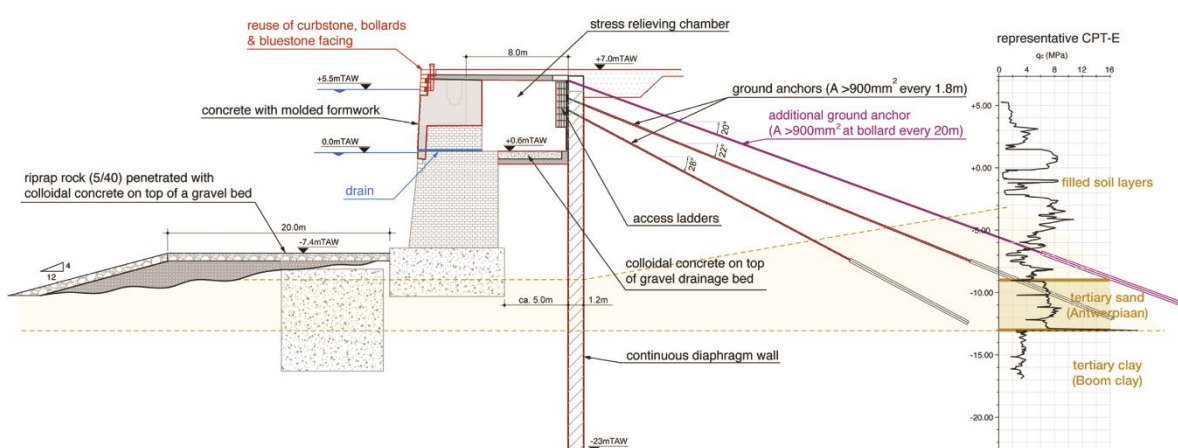 reuse of curbstone, bollards
& bluestone facing
stress relieving chamber
representative CPT-E
qc (MPa)
0 4 8 12 16
8.0m
+7.0mTAW
+5.5mTAW
ground anchors (A >900mm² every 1.8m)
concrete with molded formwork
additional ground anchor
(A >900mm² at bollard every 20m)
20°
22°
28°
+5.00
0.0mTAW
+0.6mTAW
+0.00
drain
filled soil layers
riprap rock (5/40) penetrated with
colloidal concrete on top of a gravel bed
access ladders
20.0m
-7.4mTAW
-5.00
4
12
colloidal concrete on top
of gravel drainage bed
ca. 5.0m
1.2m
-10.00
tertiary sand
(Antwerpiaan)
continuous diaphragm wall
-15.00
tertiary clay
(Boom clay)
-20.00
-23mTAW